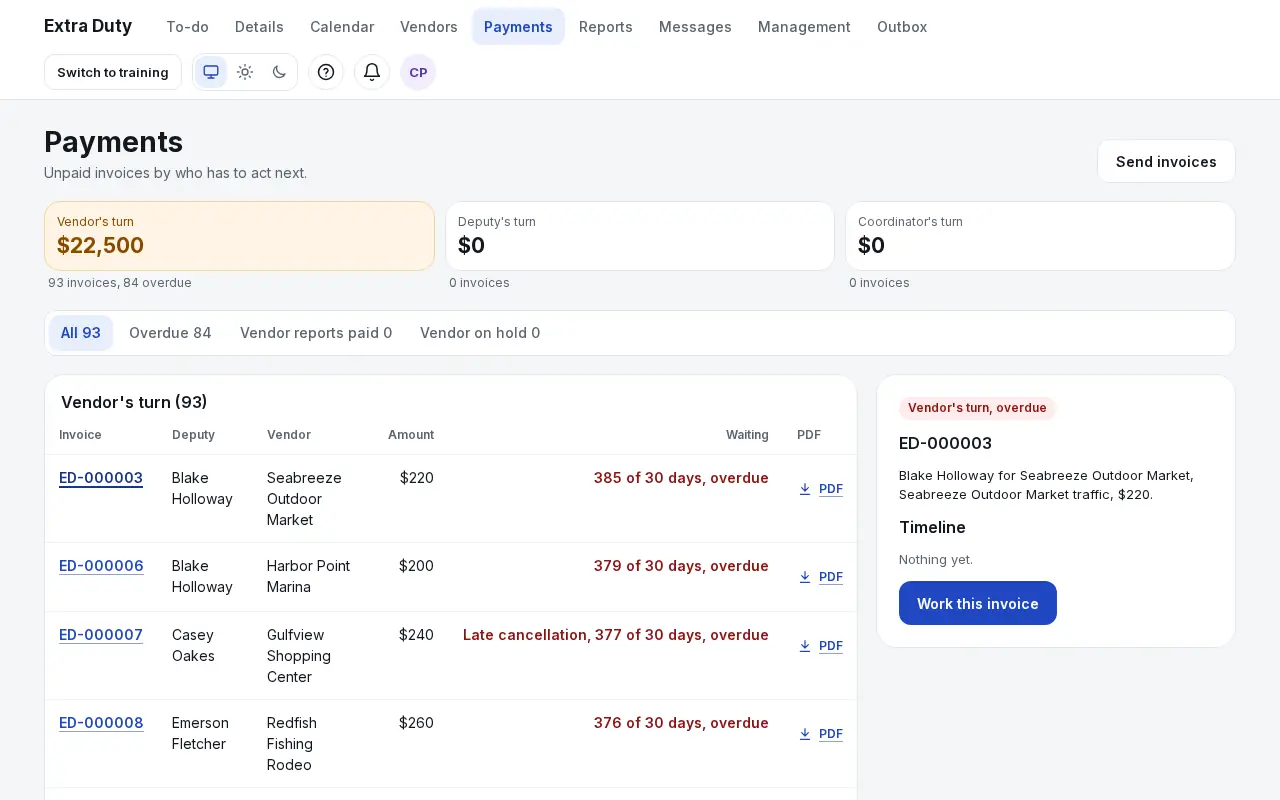 Extra Duty To-do Details Calendar Vendors Payments Reports Messages Management Outbox
Switch to training CP
Payments
Unpaid invoices by who has to act next.
Send invoices
Vendor's turn
$22,500
93 invoices, 84 overdue
Deputy's turn
$0
0 invoices
Coordinator's turn
$0
0 invoices
All 93 Overdue 84 Vendor reports paid 0 Vendor on hold 0
Vendor's turn (93)
Invoice Deputy Vendor Amount Waiting PDF
ED-000003 Blake Seabreeze $220 385 of 30 days, overdue PDF
Holloway Outdoor
Market
ED-000006 Blake Harbor Point $200 379 of 30 days, overdue PDF
Holloway Marina
ED-000007 Casey Gulfview $240 Late cancellation, 377 of 30 days, overdue PDF
Oakes Shopping
Center
ED-000008 Emerson Redfish $260 376 of 30 days, overdue PDF
Fletcher Fishing
Rodeo
Vendor's turn, overdue
ED-000003
Blake Holloway for Seabreeze Outdoor Market,
Seabreeze Outdoor Market traffic, $220.
Timeline
Nothing yet.
Work this invoice